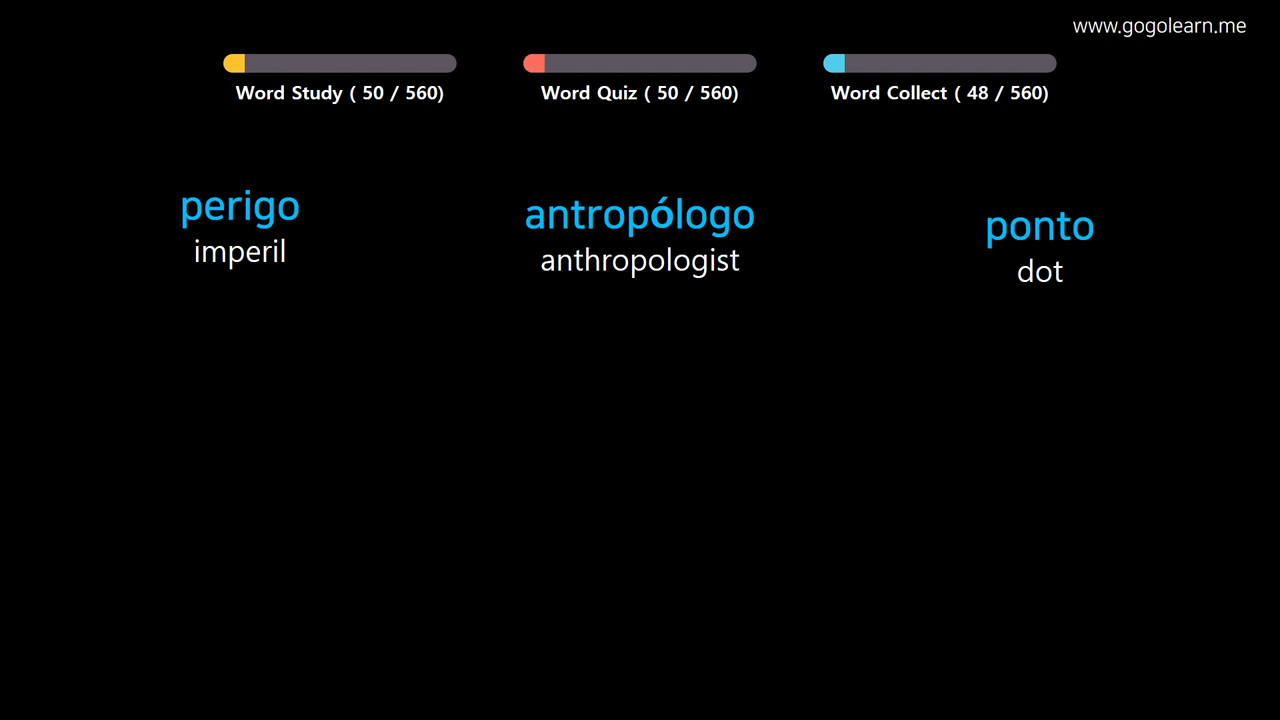 www.gogolearn.me
Word Study ( 50 / 560)
Word Quiz ( 50 / 560)
Word Collect ( 48 / 560)
perigo
imperil
antropólogo
anthropologist
ponto
dot